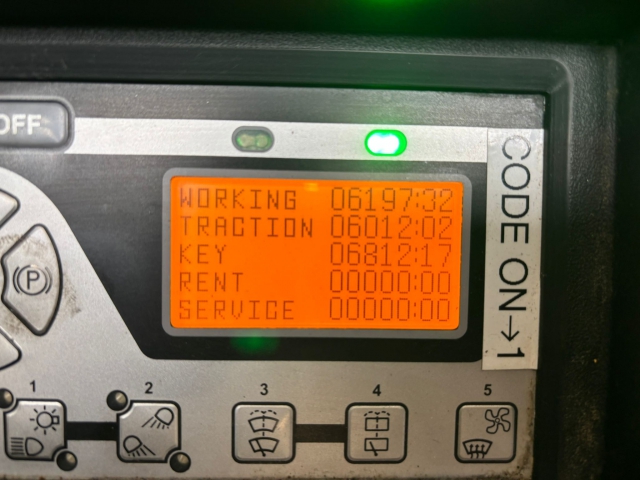 OFF
WORKING 06197:32
TRACTION 06012:02
KEY 06812:17
RENT 00000:00
SERVICE 00000:00
CODE ON→1
P
1 2 3 4 5